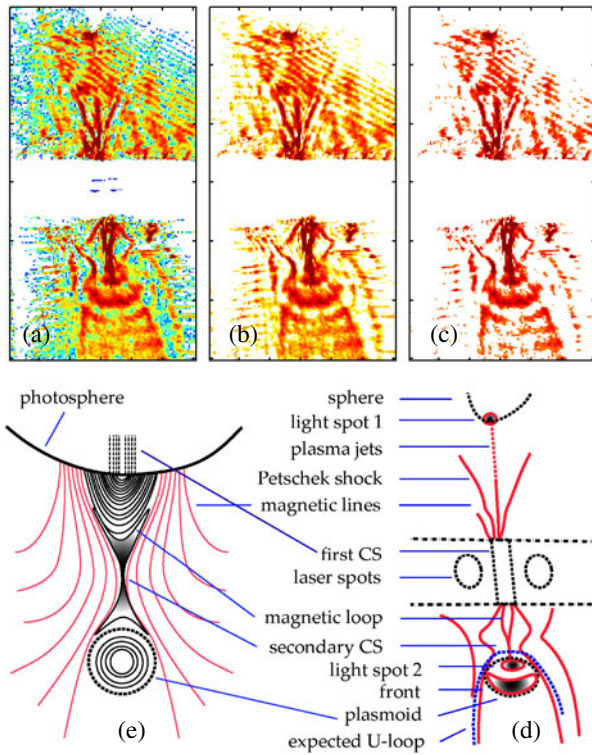 (a)
(b)
(c)
photosphere
sphere
light spot 1
plasma jets
Petschek shock
magnetic lines
first CS
laser spots
magnetic loop
secondary CS
light spot 2
front
plasmoid
expected U-loop
(e)
(d)